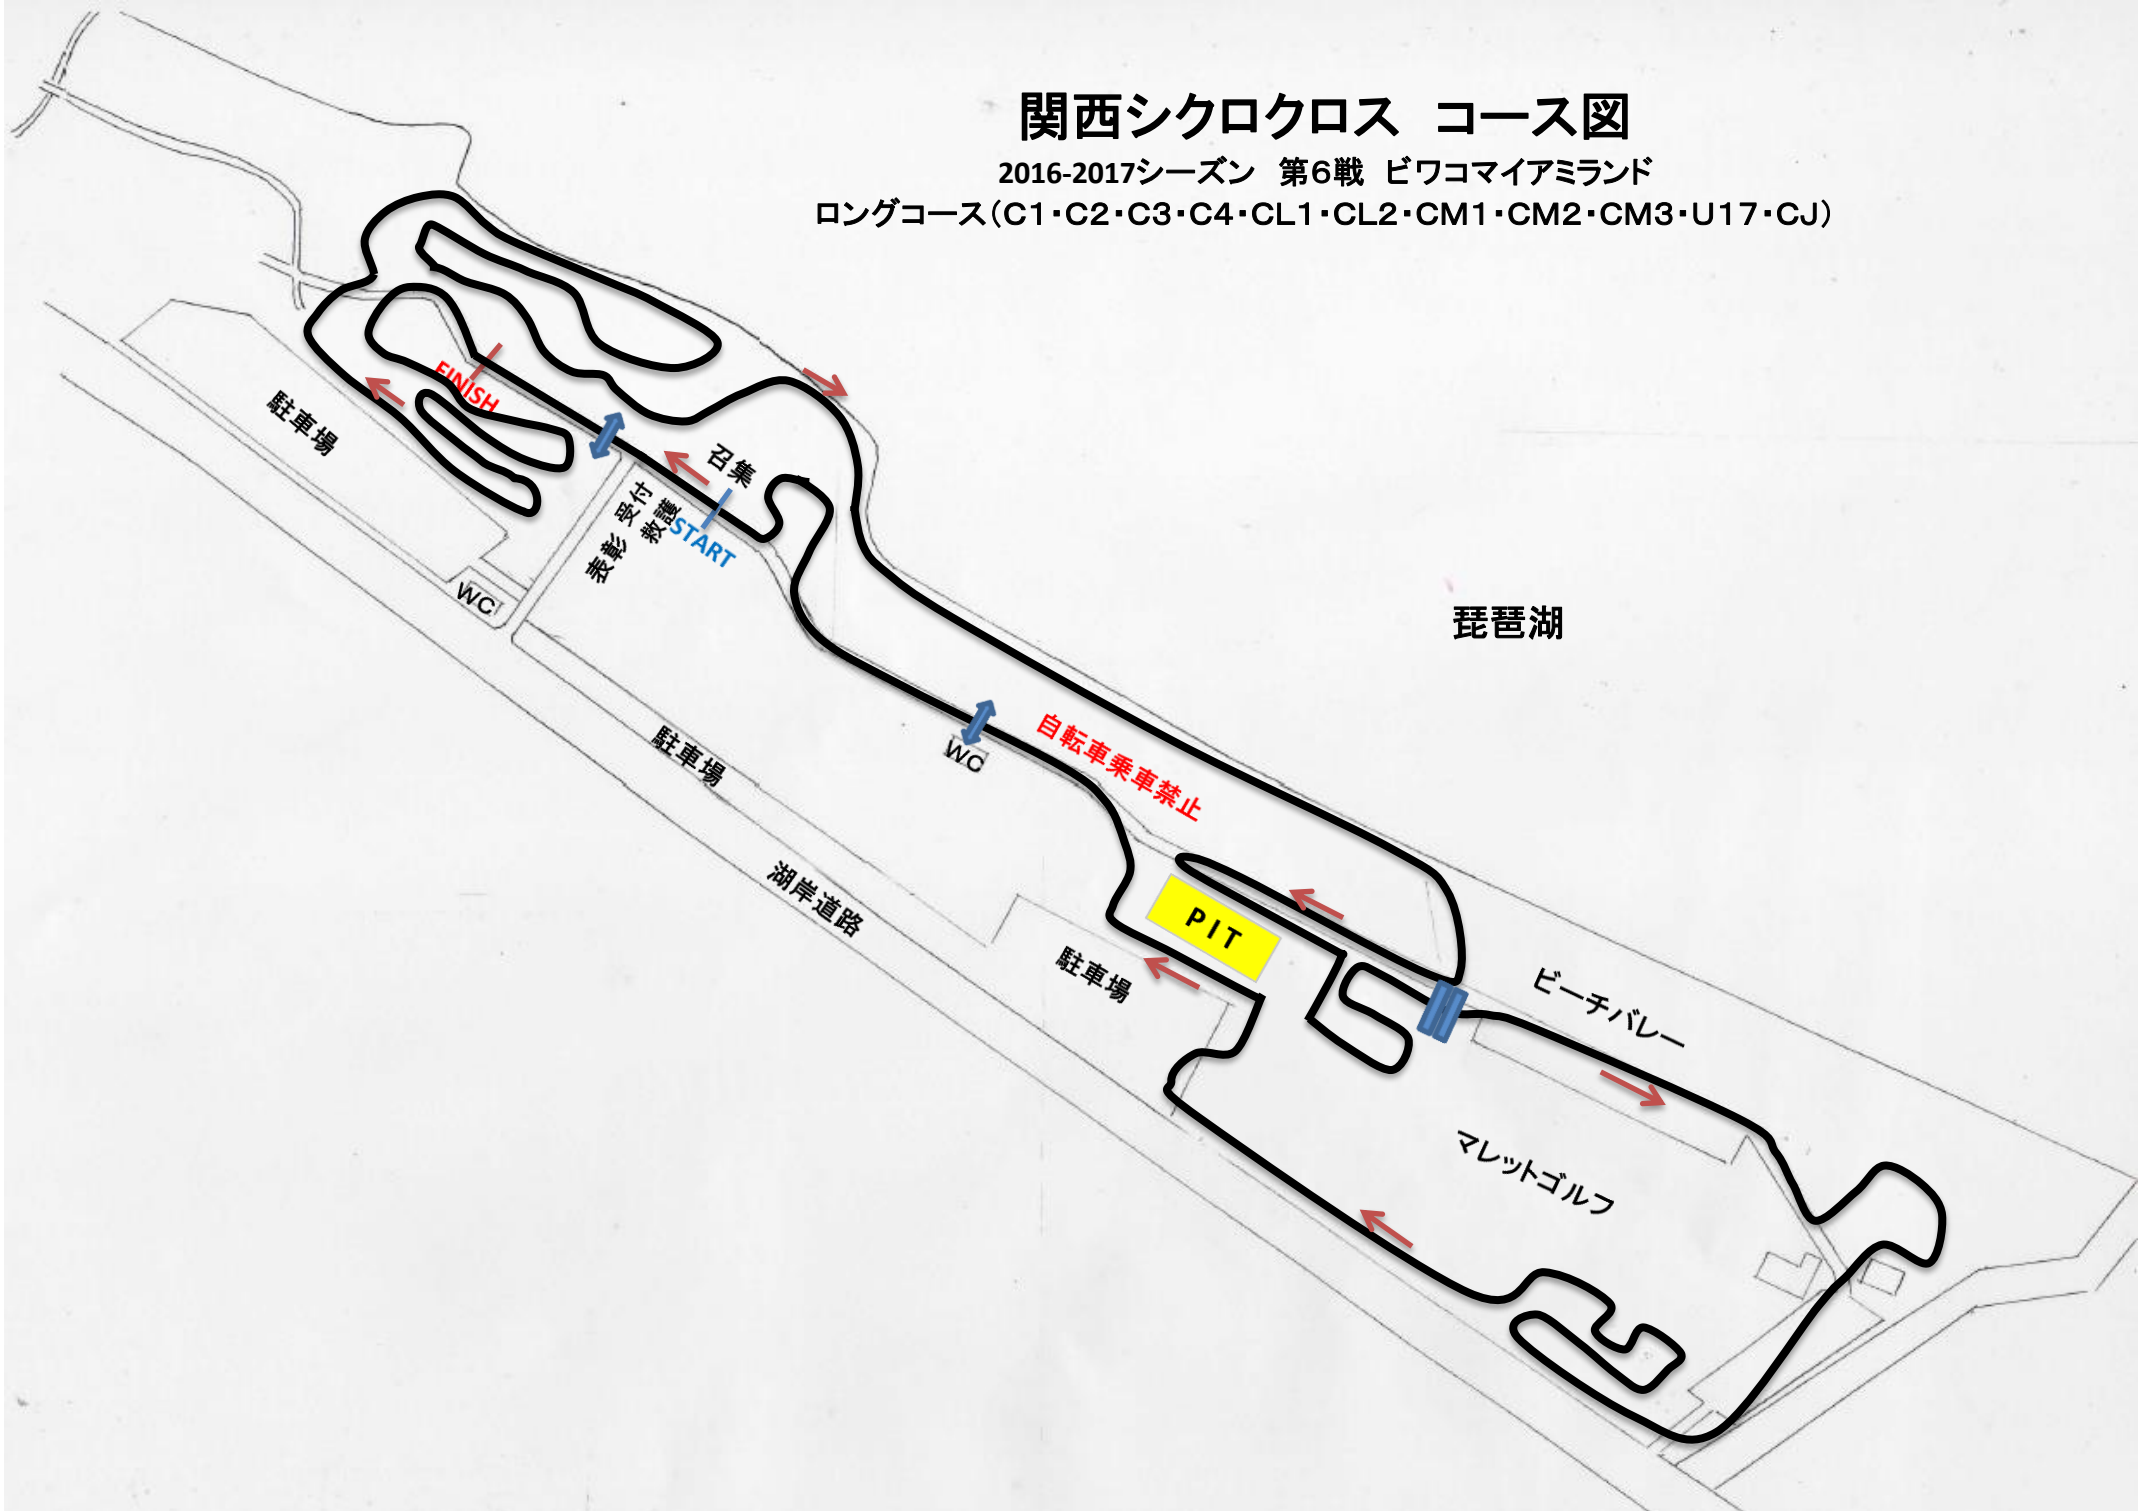 関西シクロクロス　コース図
2016-2017シーズン　第6戦　ビワコマイアミランド
ロングコース（C1・C2・C3・C4・CL1・CL2・CM1・CM2・CM3・U17・CJ）
FINISH
駐車場
召集
受付
救護
表彰
START
WC
琵琶湖
駐車場
WC
自転車乗車禁止
湖岸道路
PIT
駐車場
ビーチバレー
マレットゴルフ